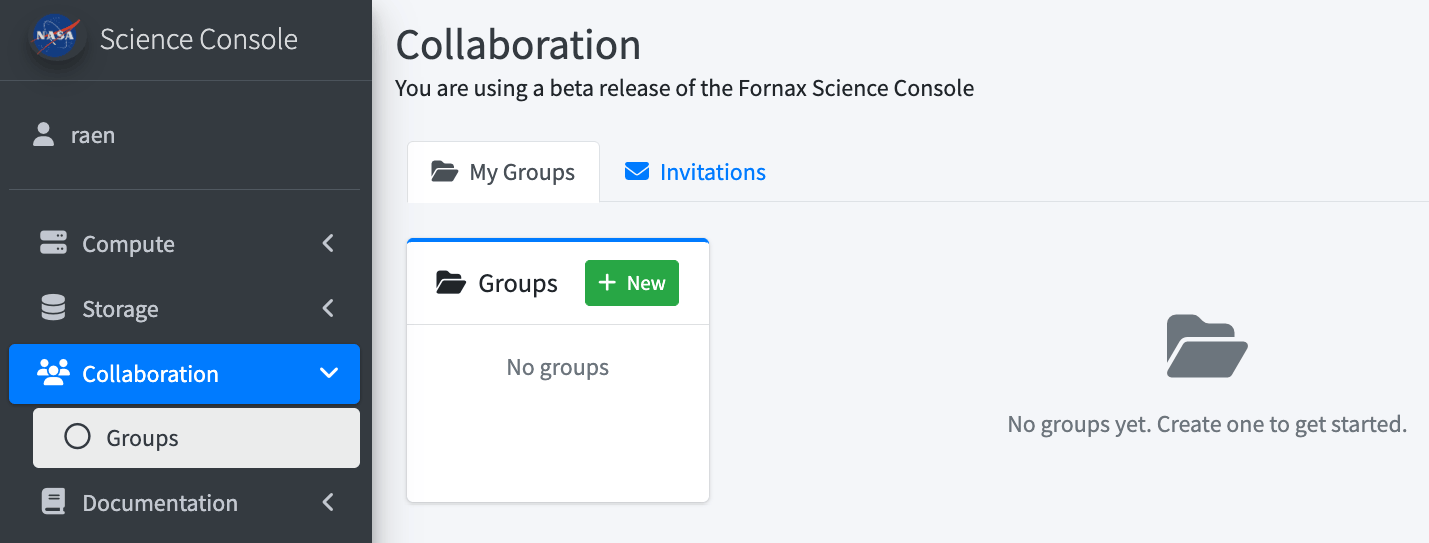 NASA
Science Console
raen
Compute
Storage
Collaboration
Groups
Documentation
Collaboration
You are using a beta release of the Fornax Science Console
My Groups
Invitations
Groups
New
No groups
No groups yet. Create one to get started.